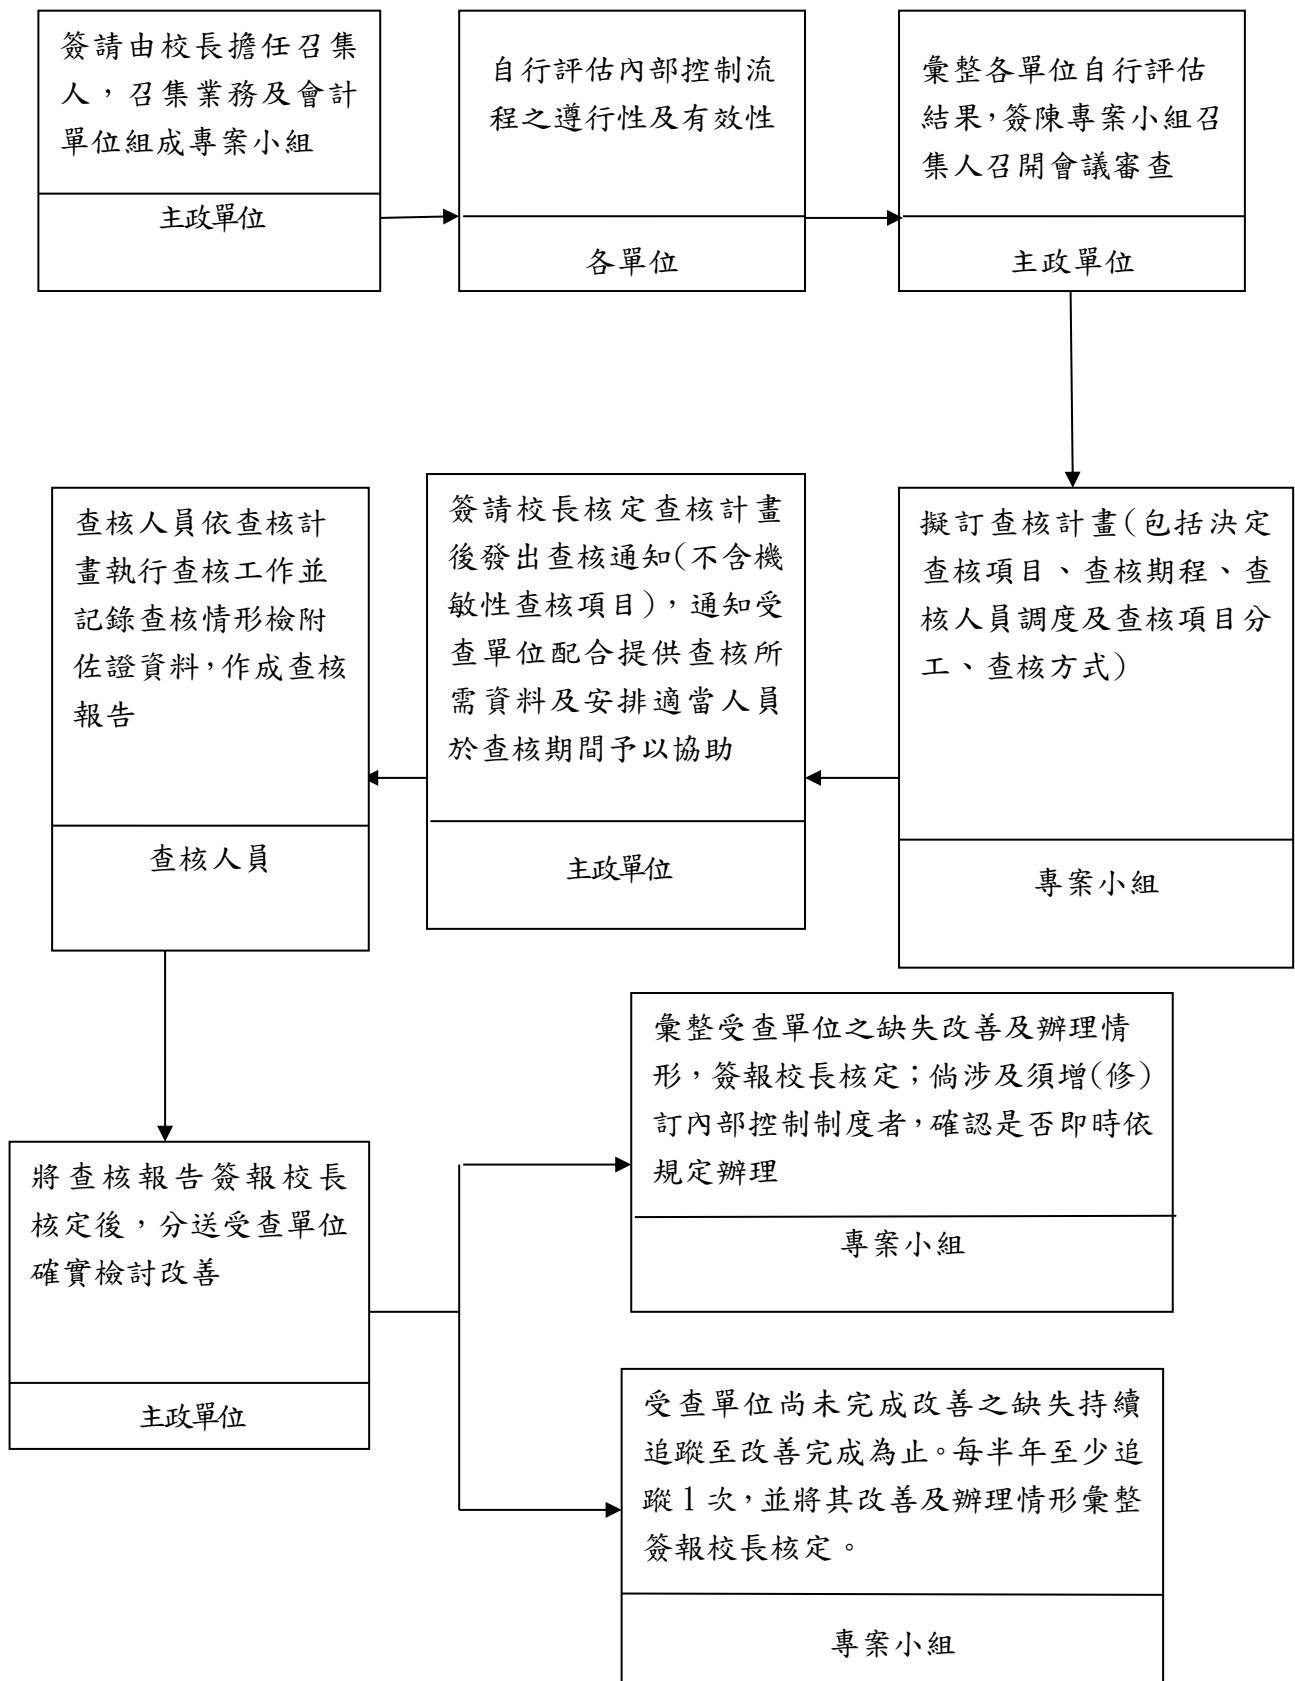 簽請由校長擔任召集
人，召集業務及會計
單位組成專案小組
主政單位
自行評估內部控制流
程之遵行性及有效性
各單位
彙整各單位自行評估
結果，簽陳專案小組召
集人召開會議審查
主政單位
擬訂查核計畫(包括決定
查核項目、查核期程、查
核人員調度及查核項目分
工、查核方式)
專案小組
簽請校長核定查核計畫
後發出查核通知(不含機
敏性查核項目)，通知受
查單位配合提供查核所
需資料及安排適當人員
於查核期間予以協助
主政單位
查核人員依查核計
畫執行查核工作並
記錄查核情形檢附
佐證資料，作成查核
報告
查核人員
將查核報告簽報校長
核定後，分送受查單位
確實檢討改善
主政單位
彙整受查單位之缺失改善及辦理情
形，簽報校長核定；倘涉及須增(修)
訂內部控制制度者，確認是否即時依
規定辦理
專案小組
受查單位尚未完成改善之缺失持續
追蹤至改善完成為止。每半年至少追
蹤 1 次，並將其改善及辦理情形彙整
簽報校長核定。
專案小組